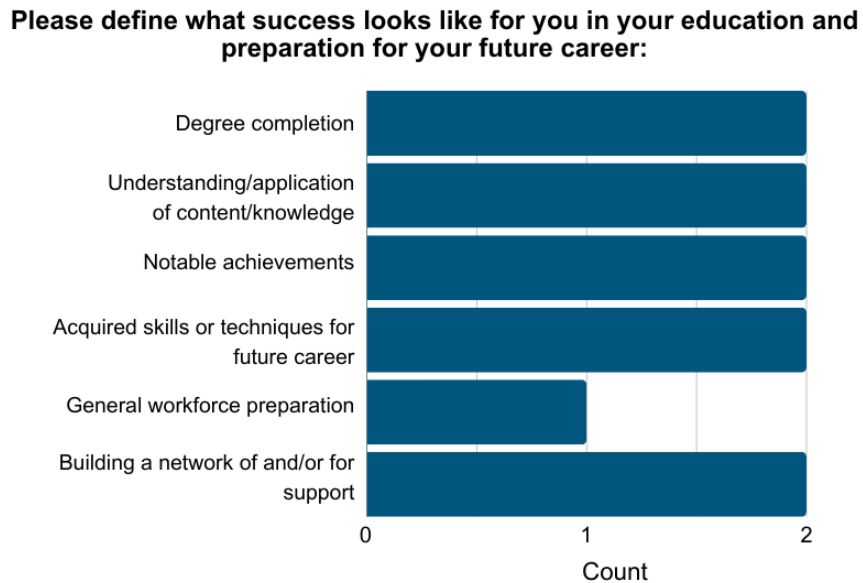 Please define what success looks like for you in your education and
preparation for your future career:
Degree completion
Understanding/application
of content/knowledge
Notable achievements
Acquired skills or techniques for
future career
General workforce preparation
Building a network of and/or for
support
0
1
2
Count